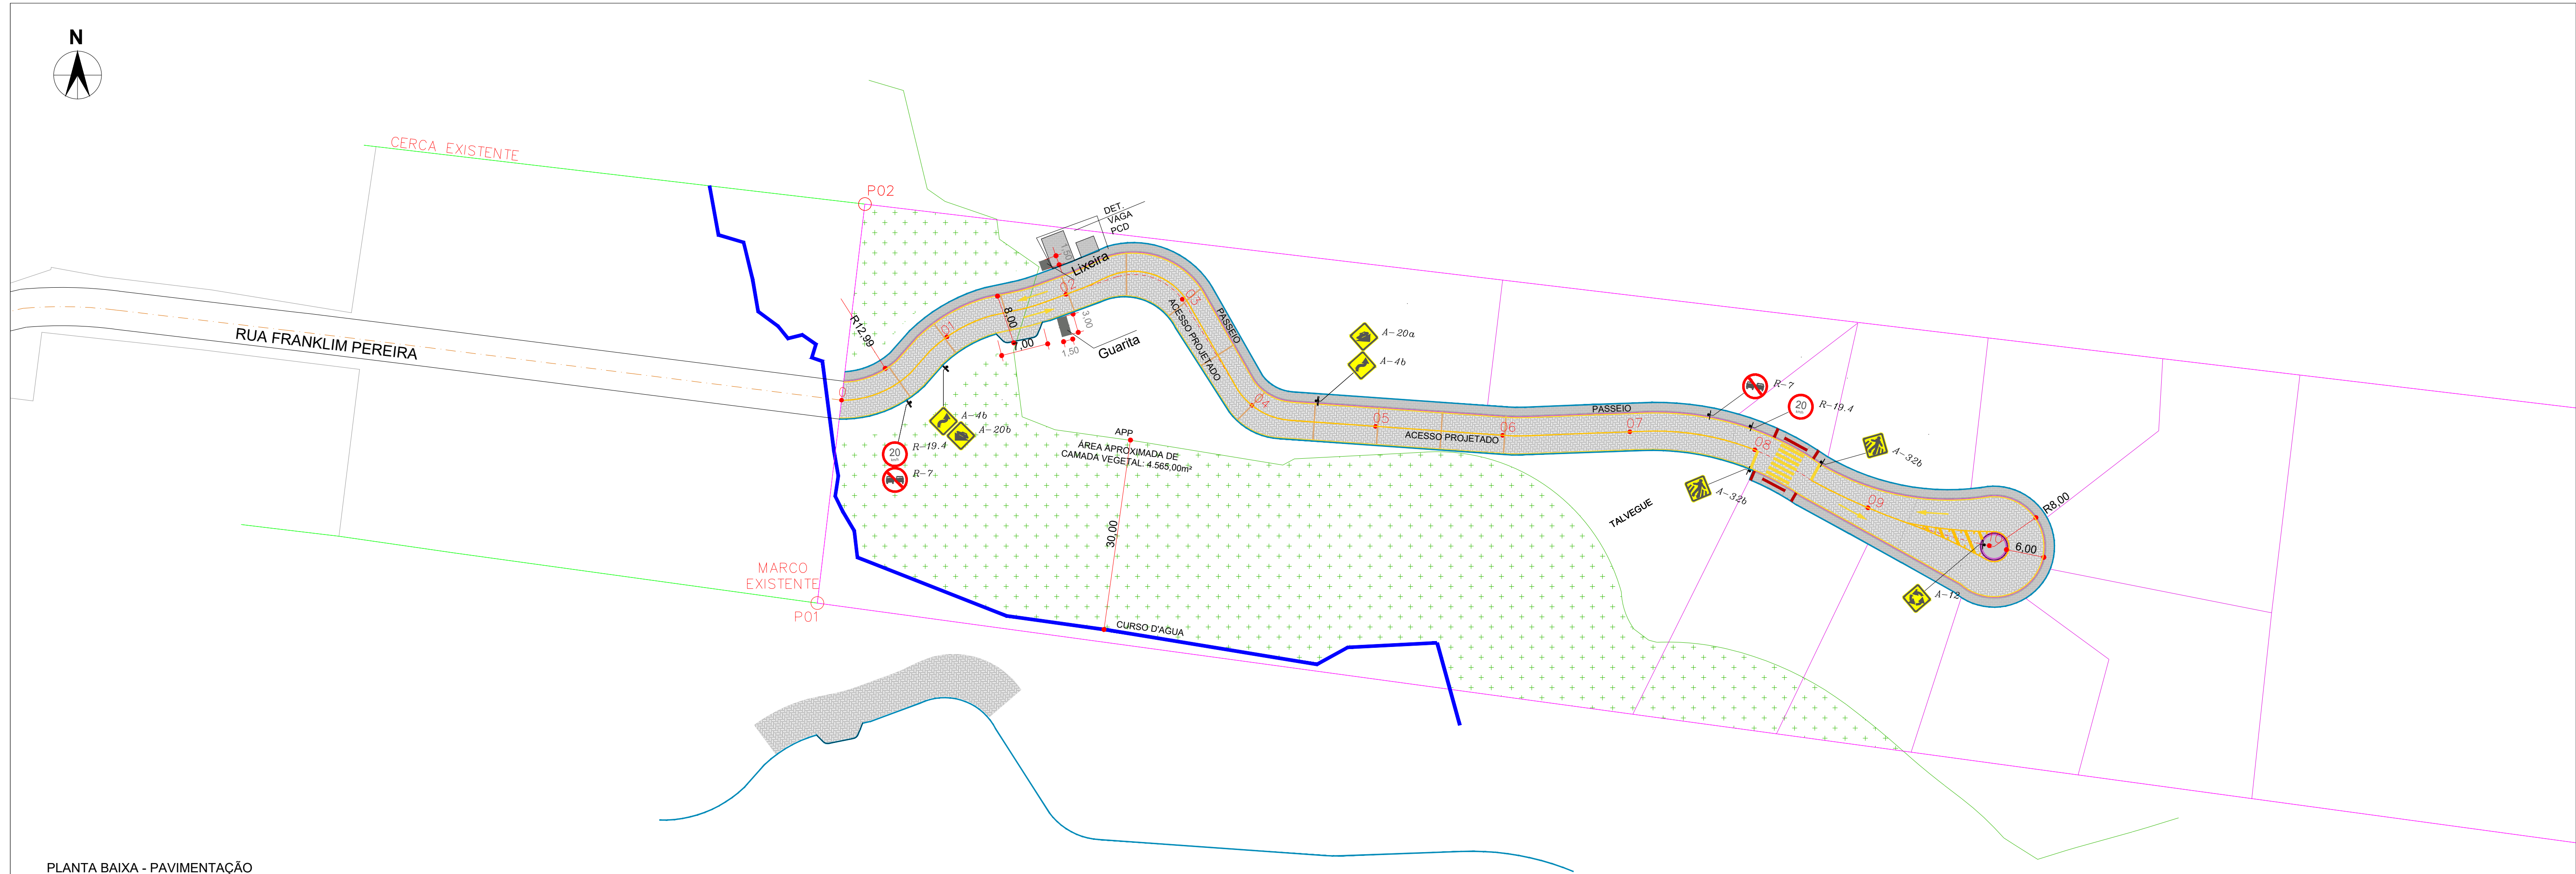 N
CERCA EXISTENTE
P02
DET.
VAGA
PCD
1,50
Lixeira
02
03
R12.99
01
8,00
3,00
7,00
1,50
Guarita
ACESSO PROJETADO
PASSEIO
RUA FRANKLIM PEREIRA
0
A-20a
A-4b
04
05
ACESSO PROJETADO
06
07
PASSEIO
R-7
20
R-19.4
08
A-32b
A-32b
TALVEGUE
09
10
R8,00
6,00
A-12
A-4b
A-20b
20
R-19.4
R-7
APP
ÁREA APROXIMADA DE
CAMADA VEGETAL: 4.565,00m²
30,00
CURSO D'AGUA
MARCO
EXISTENTE
P01
PLANTA BAIXA - PAVIMENTAÇÃO